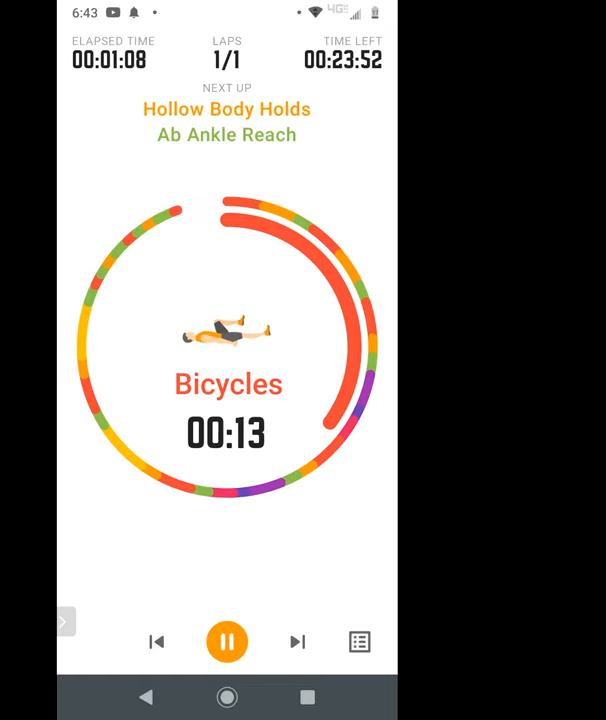 6:43
4G
ELAPSED TIME LAPS TIME LEFT
00:01:08 1/1 00:23:52
NEXT UP
Hollow Body Holds
Ab Ankle Reach
Bicycles
00:13